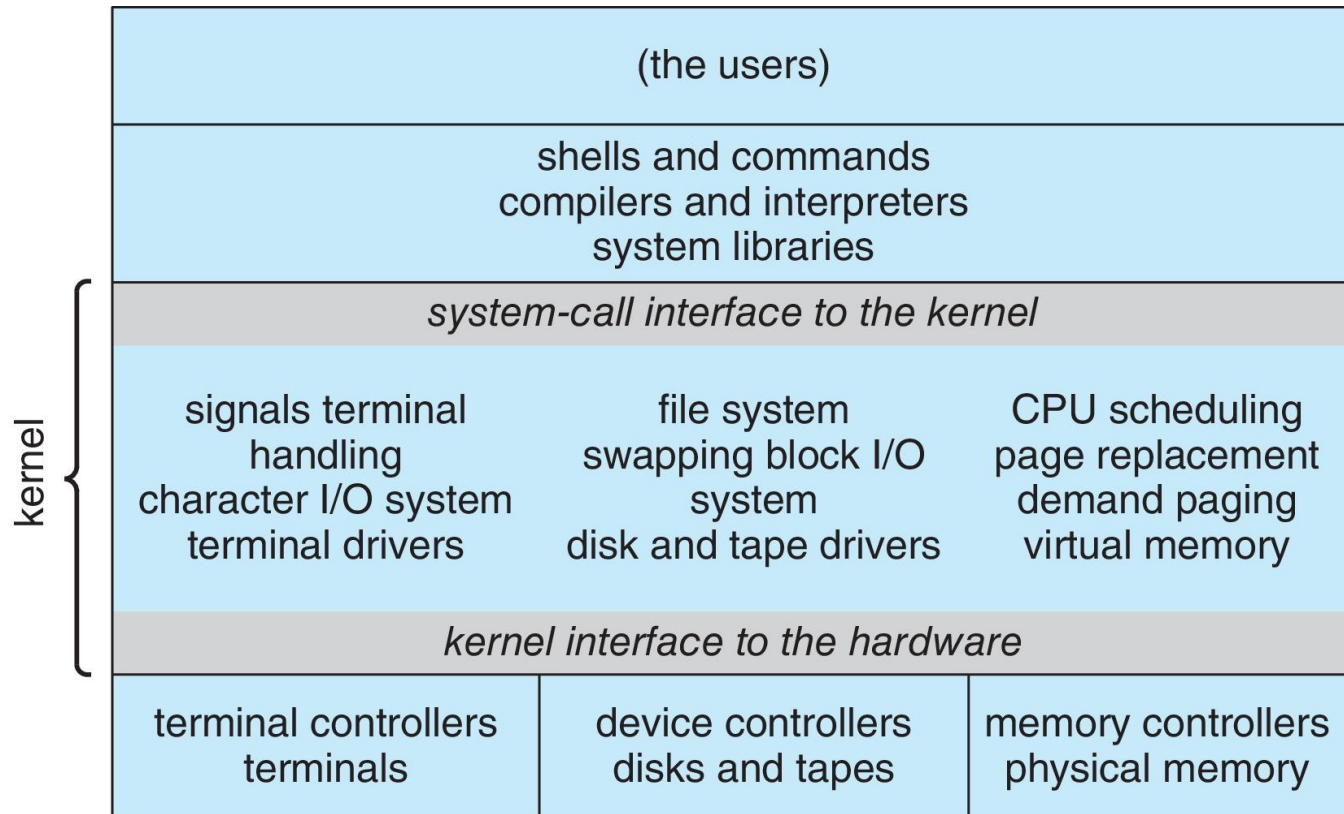 (the users)
shells and commands
compilers and interpreters
system libraries
kernel
system-call interface to the kernel
signals terminal
handling
character I/O system
terminal drivers
file system
swapping block I/O
system
disk and tape drivers
CPU scheduling
page replacement
demand paging
virtual memory
kernel interface to the hardware
terminal controllers
terminals
device controllers
disks and tapes
memory controllers
physical memory